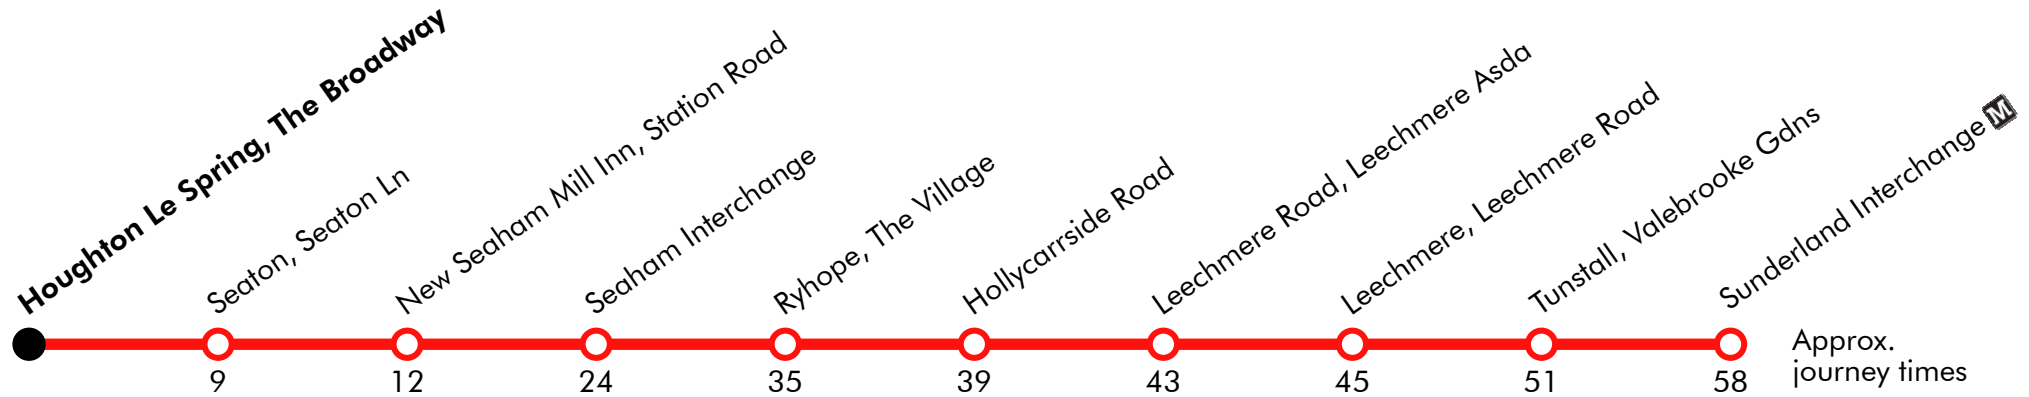 Houghton Le Spring, The Broadway
Seaton, Seaton Ln
New Seaham Mill Inn, Station Road
Seaham Interchange
Ryhope, The Village
Hollycarrside Road
Leechmere Road, Leechmere Asda
Leechmere, Leechmere Road
Tunstall, Valebrooke Gdns
Sunderland Interchange M
9 12 24 35 39 43 45 51 58
Approx.
journey times